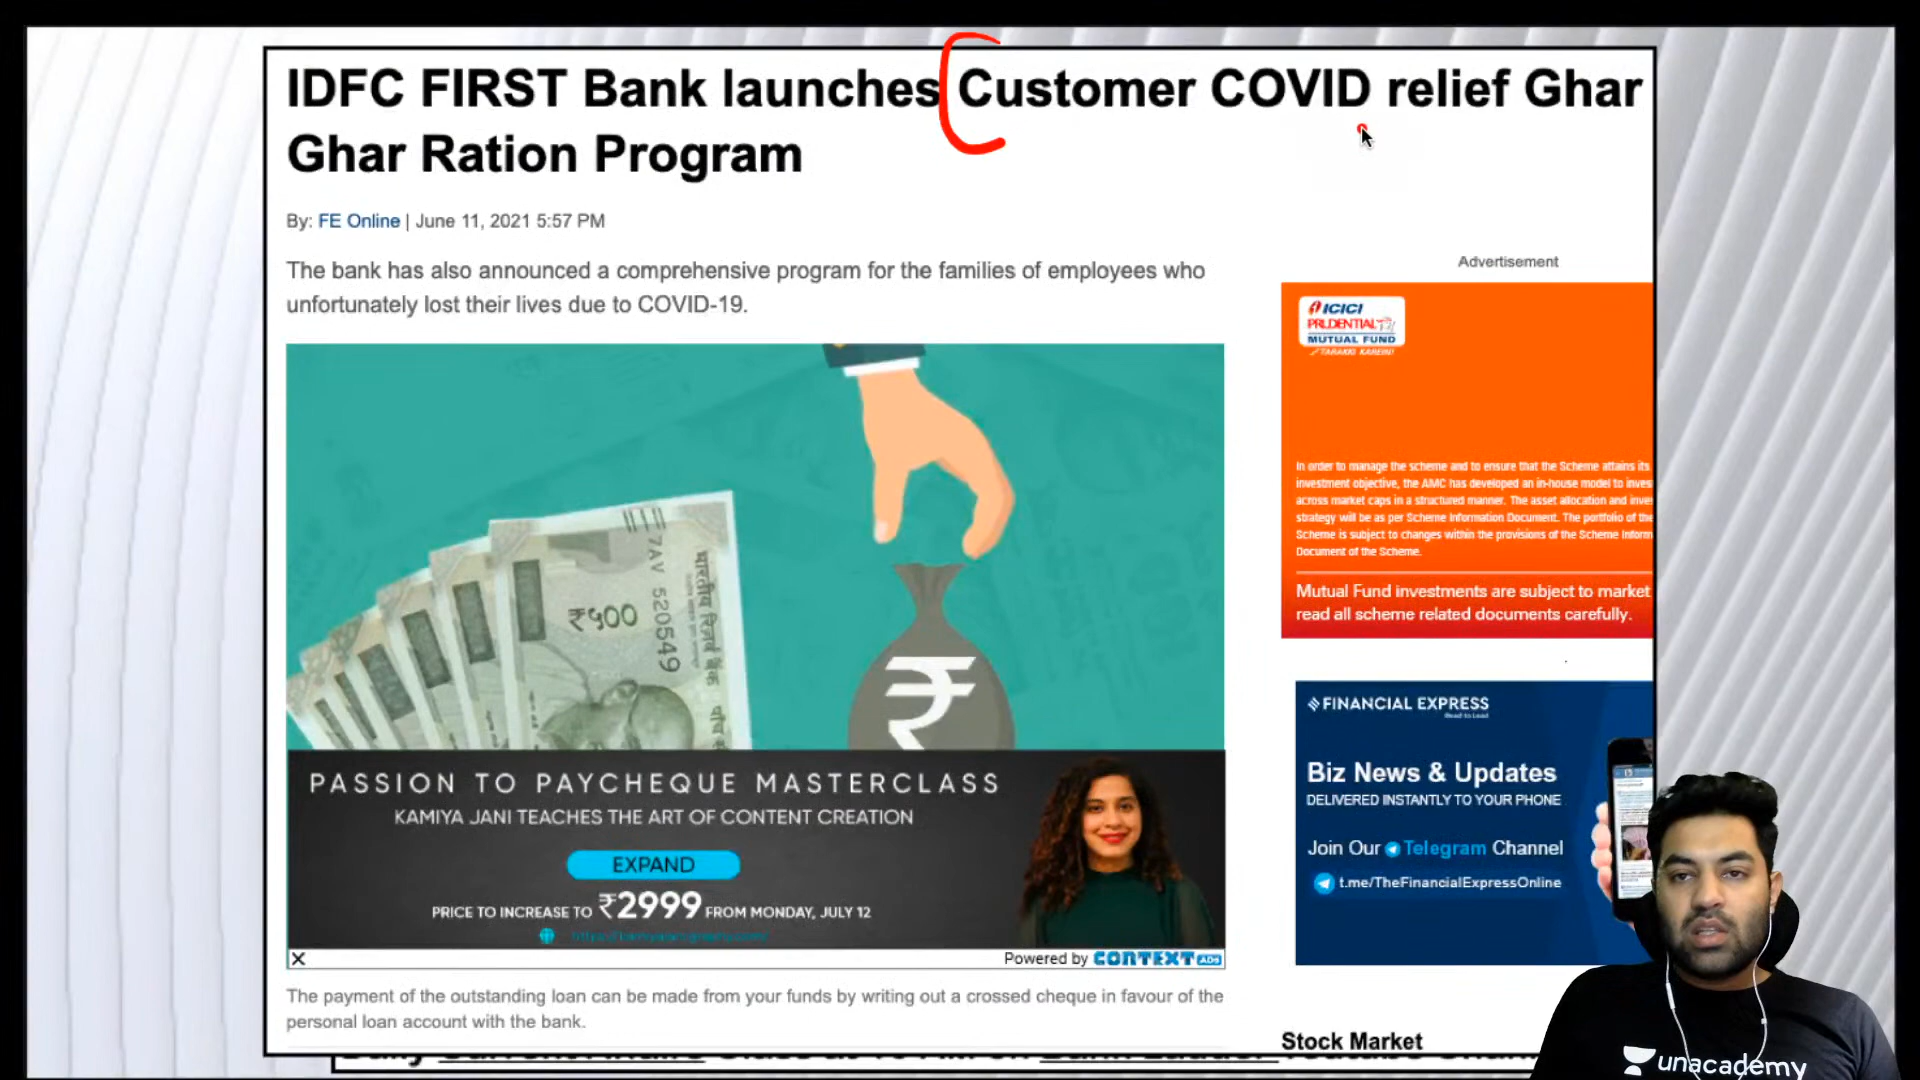 IDFC FIRST Bank launches Customer COVID relief Ghar
Ghar Ration Program
By: FE Online | June 11, 2021 5:57 PM
The bank has also announced a comprehensive program for the families of employees who
unfortunately lost their lives due to COVID-19.
Advertisement
ICICI
PRUDENTIAL
MUTUAL FUND
TARAKKI KAREIN!
In order to manage the scheme and to ensure that the Scheme attains its
investment objective, the AMC has developed an in-house model to inves
across market caps in a structured manner. The asset allocation and inve
strategy will be as per Scheme Information Document. The portfolio of the
Scheme is subject to changes within the provisions of the Scheme Inform
Document of the Scheme.
Mutual Fund investments are subject to market
read all scheme related documents carefully.
7AV 520549
भारतीय रिज़र्व बैंक
₹५00
₹
FINANCIAL EXPRESS
Read to Lead
Biz News & Updates
DELIVERED INSTANTLY TO YOUR PHONE
Join Our Telegram Channel
t.me/TheFinancialExpressOnline
PASSION TO PAYCHEQUE MASTERCLASS
KAMIYA JANI TEACHES THE ART OF CONTENT CREATION
EXPAND
PRICE TO INCREASE TO ₹2999 FROM MONDAY, JULY 12
Powered by CONTEXT ADs
The payment of the outstanding loan can be made from your funds by writing out a crossed cheque in favour of the
personal loan account with the bank.
Stock Market
unacademy